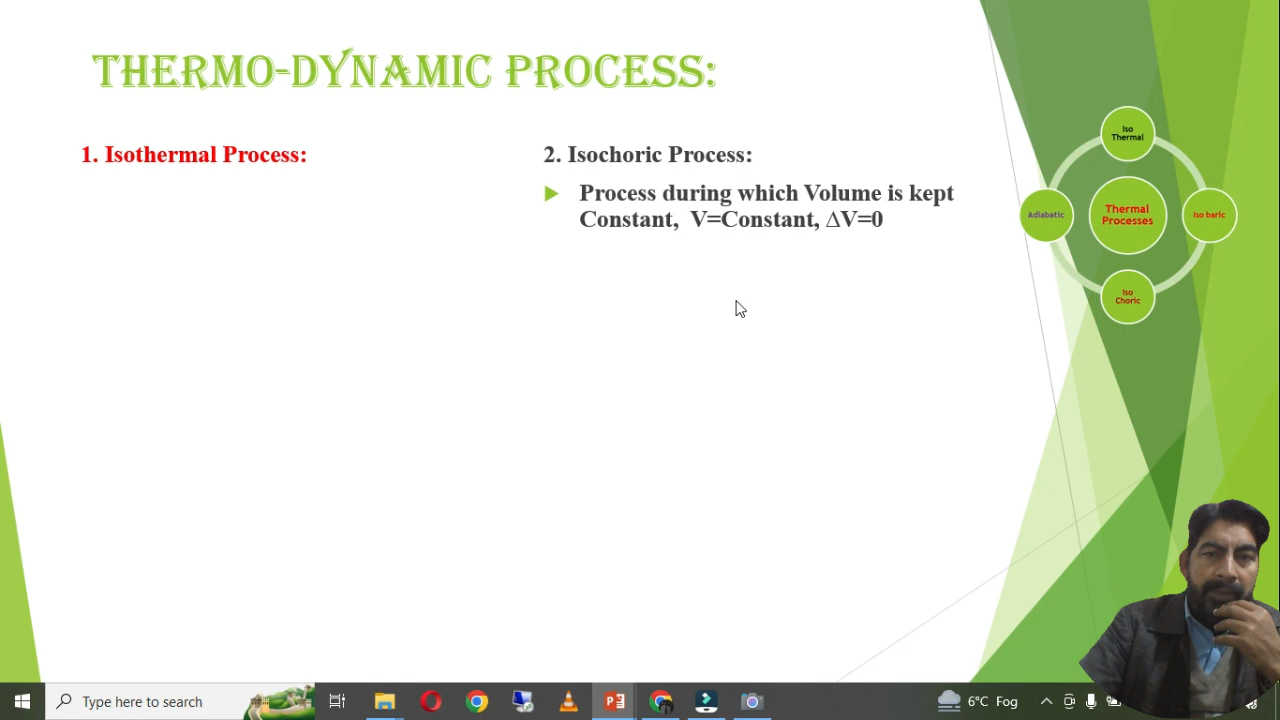 THERMO-DYNAMIC PROCESS:
1. Isothermal Process:
2. Isochoric Process:
Process during which Volume is kept
Constant, V=Constant, ∆V=0
Iso
Thermal
Adiabatic
Thermal
Processes
Iso baric
Iso
Choric
Type here to search
6°C Fog